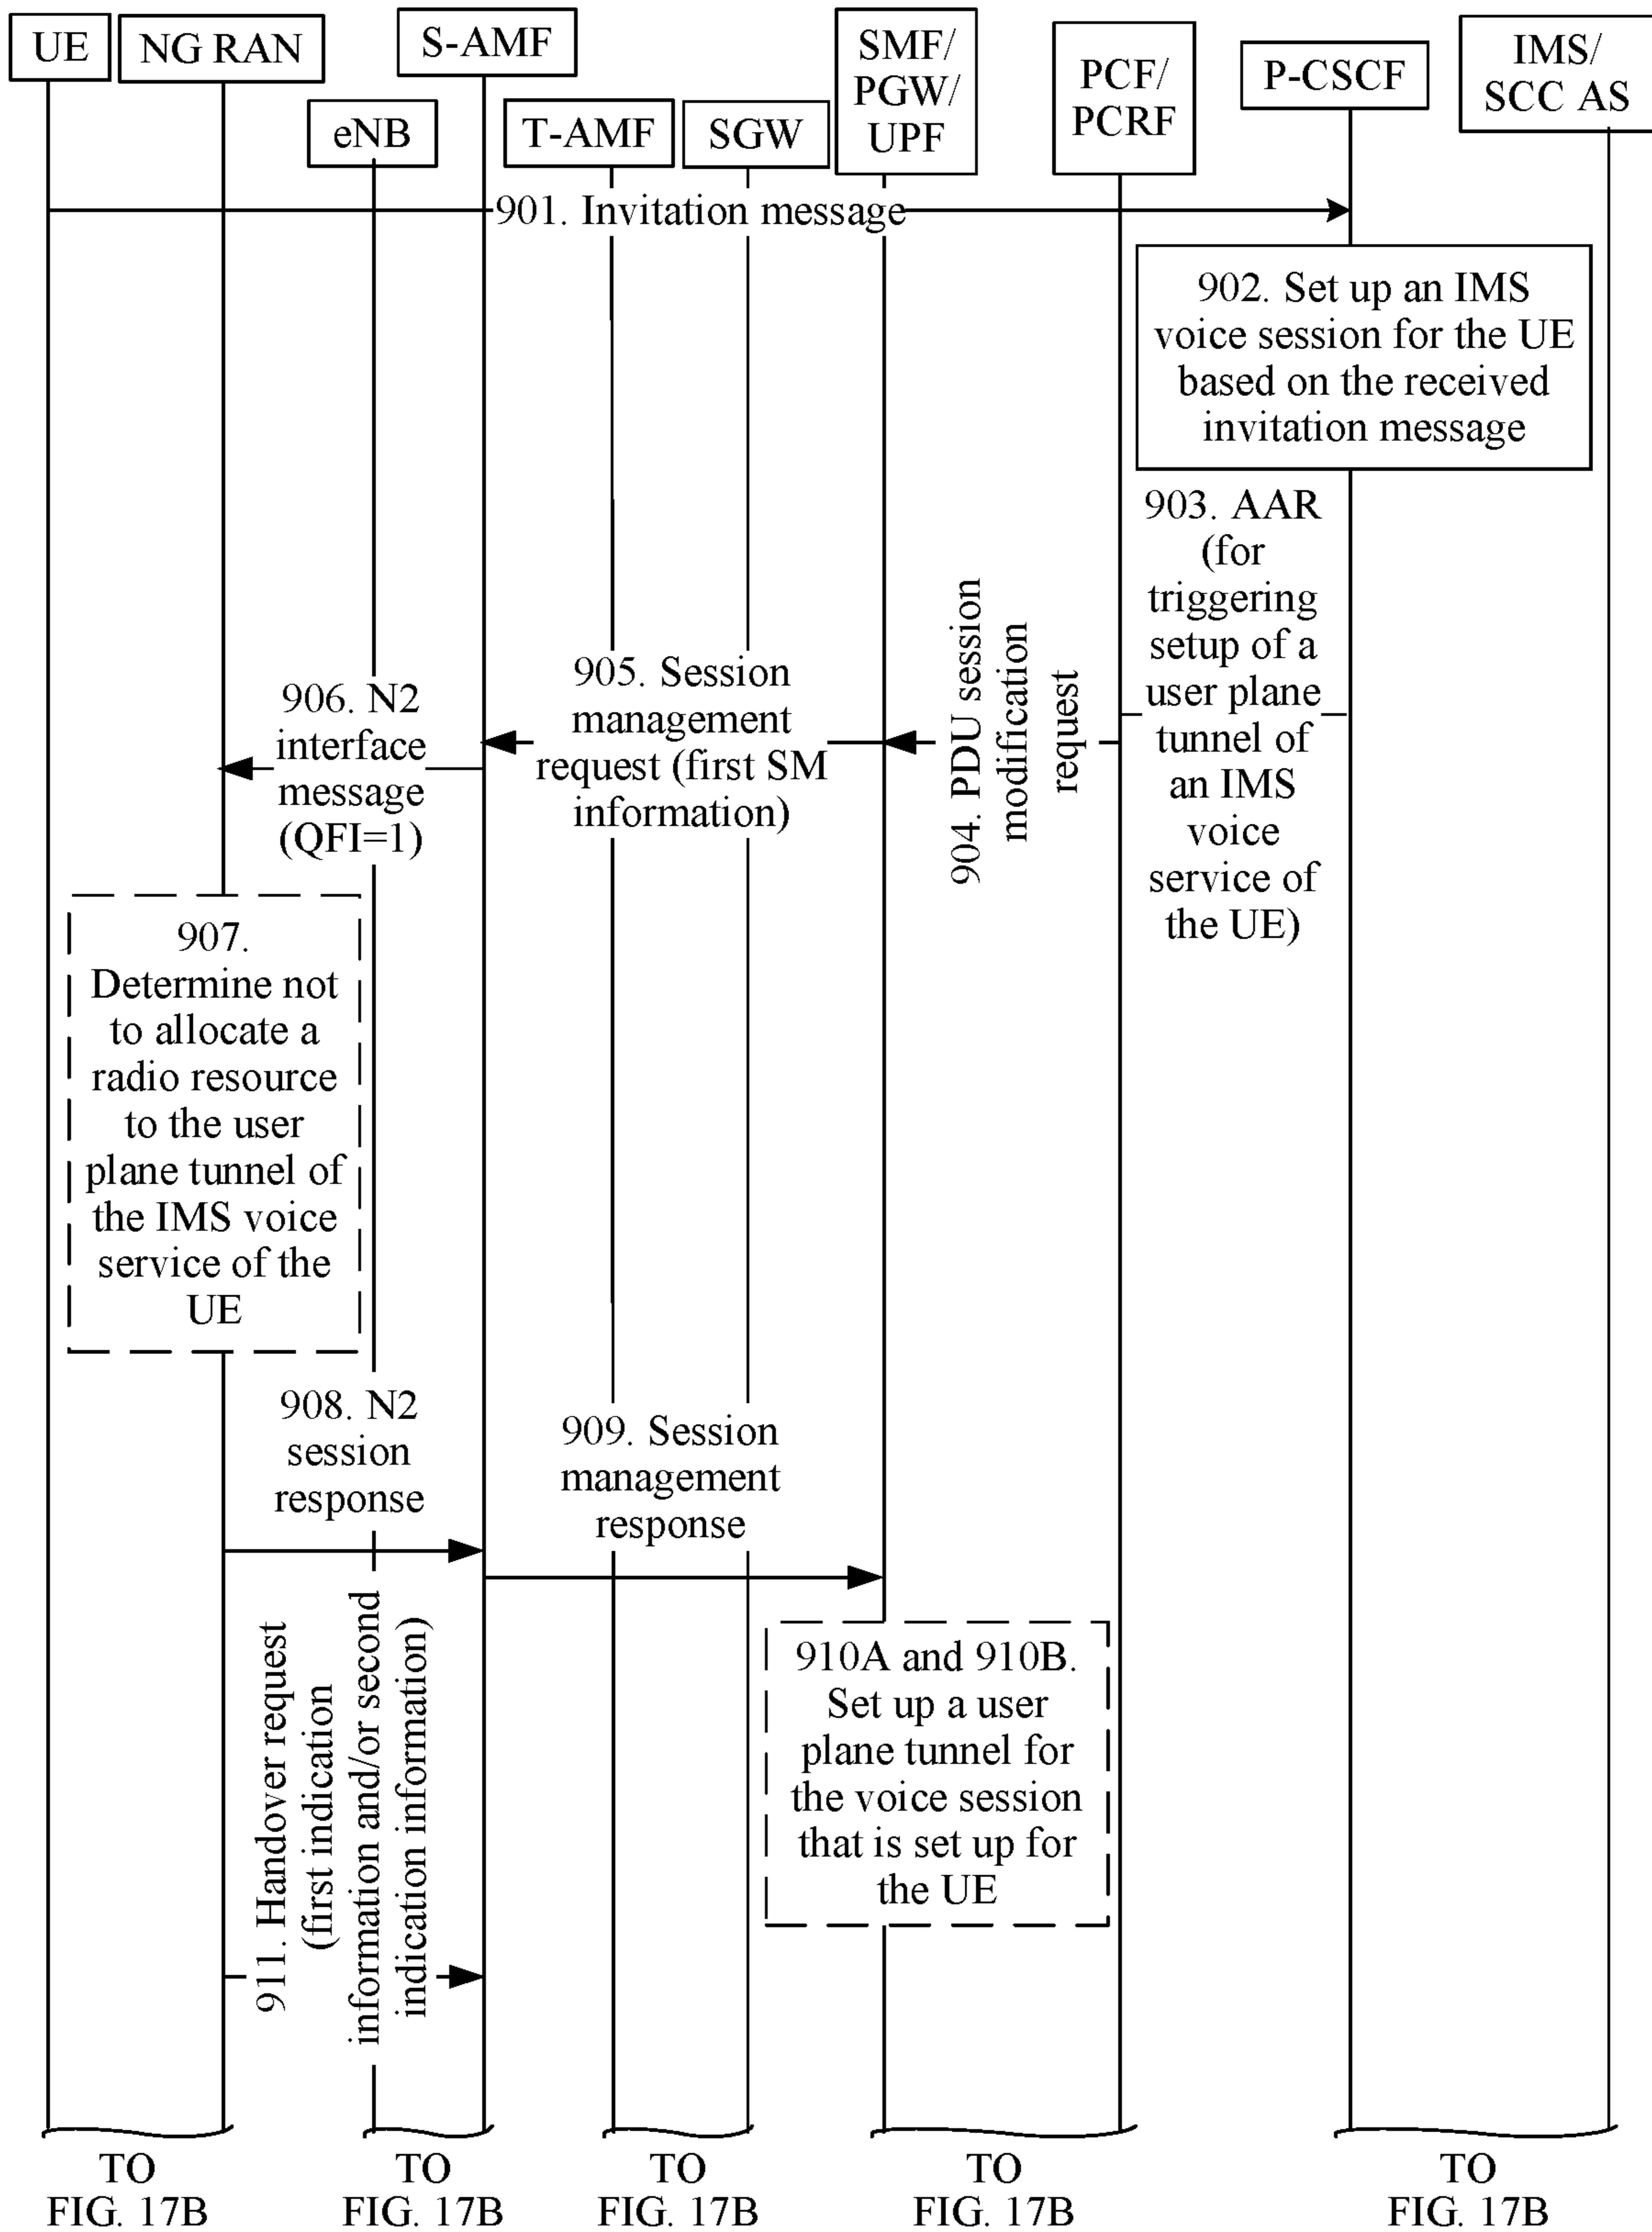 UE
NG RAN
S-AMF
eNB
T-AMF
SGW
SMF/
PGW/
UPF
PCF/
PCRF
P-CSCF
IMS/
SCC AS
901. Invitation message
902. Set up an IMS
voice session for the UE
based on the received
invitation message
903. AAR
(for
triggering
setup of a
user plane
tunnel of
an IMS
voice
service of
the UE)
904. PDU session
modification
request
905. Session
management
request (first SM
information)
906. N2
interface
message
(QFI=1)
907.
Determine not
to allocate a
radio resource
to the user
plane tunnel of
the IMS voice
service of the
UE
908. N2
session
response
909. Session
management
response
910A and 910B.
Set up a user
plane tunnel for
the voice session
that is set up for
the UE
911. Handover request
(first indication
information and/or second
indication information)
TO
FIG. 17B
TO
FIG. 17B
TO
FIG. 17B
TO
FIG. 17B
TO
FIG. 17B